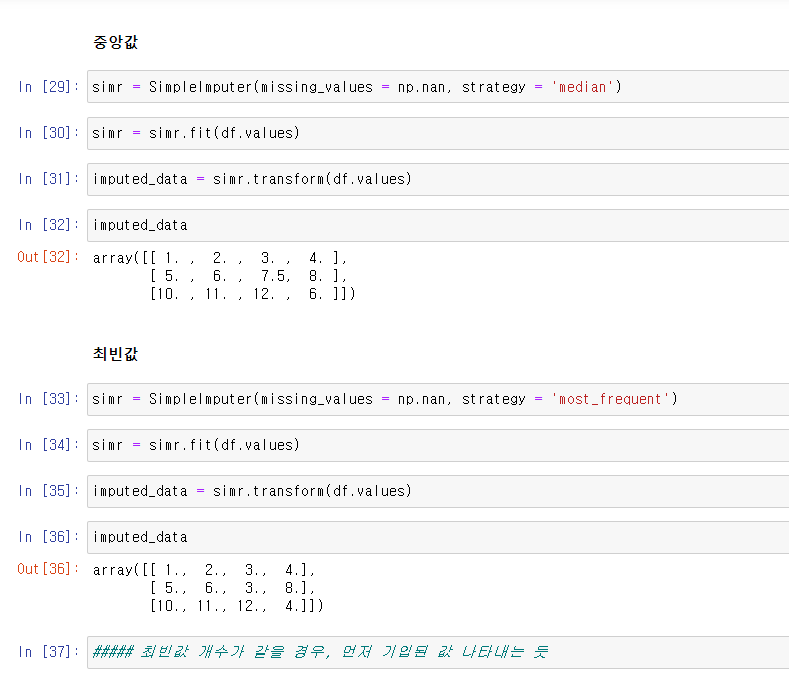 중앙값
In [29]: simr = SimpleImputer(missing_values = np.nan, strategy = 'median')
In [30]: simr = simr.fit(df.values)
In [31]: imputed_data = simr.transform(df.values)
In [32]: imputed_data
Out[32]: array([[ 1. ,  2. ,  3. ,  4. ],
       [ 5. ,  6. ,  7.5,  8. ],
       [10. , 11. , 12. ,  6. ]])
최빈값
In [33]: simr = SimpleImputer(missing_values = np.nan, strategy = 'most_frequent')
In [34]: simr = simr.fit(df.values)
In [35]: imputed_data = simr.transform(df.values)
In [36]: imputed_data
Out[36]: array([[ 1.,  2.,  3.,  4.],
       [ 5.,  6.,  3.,  8.],
       [10., 11., 12.,  4.]])
In [37]: ##### 최빈값 개수가 같을 경우, 먼저 기입된 값 나타내는 듯